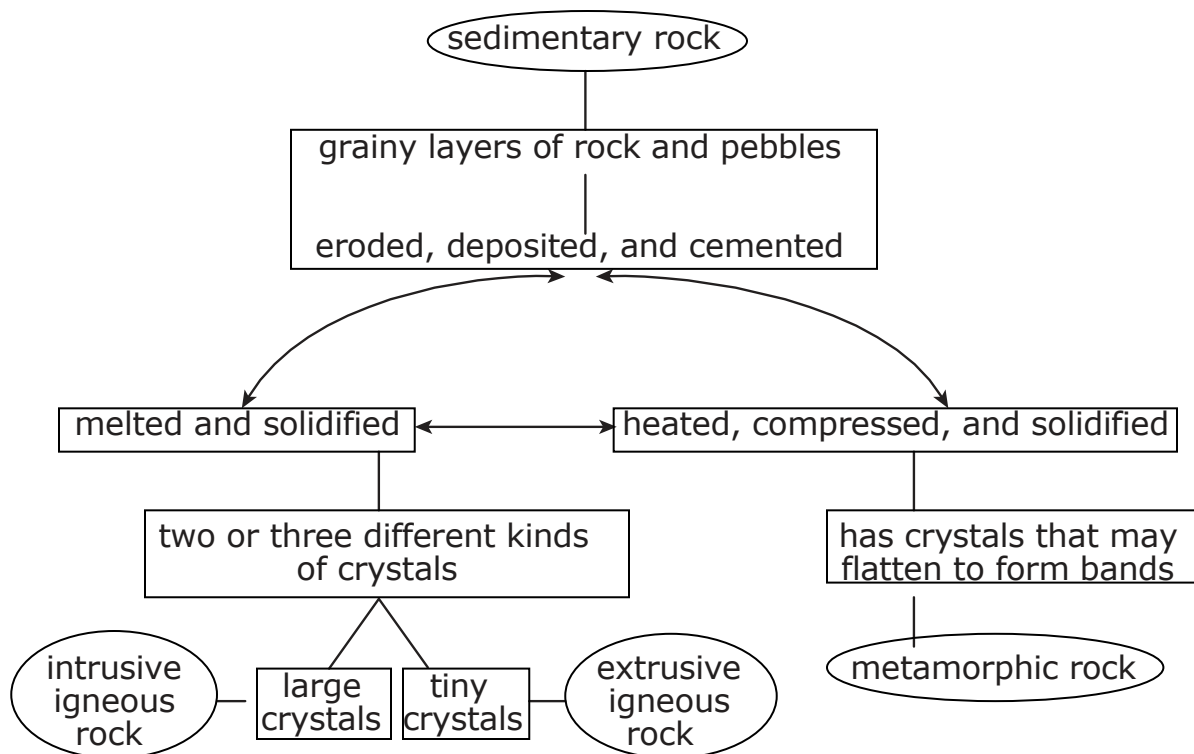 sedimentary rock
grainy layers of rock and pebbles
eroded, deposited, and cemented
melted and solidified
heated, compressed, and solidified
two or three different kinds
of crystals
has crystals that may
flatten to form bands
intrusive
igneous
rock
large
crystals
tiny
crystals
extrusive
igneous
rock
metamorphic rock